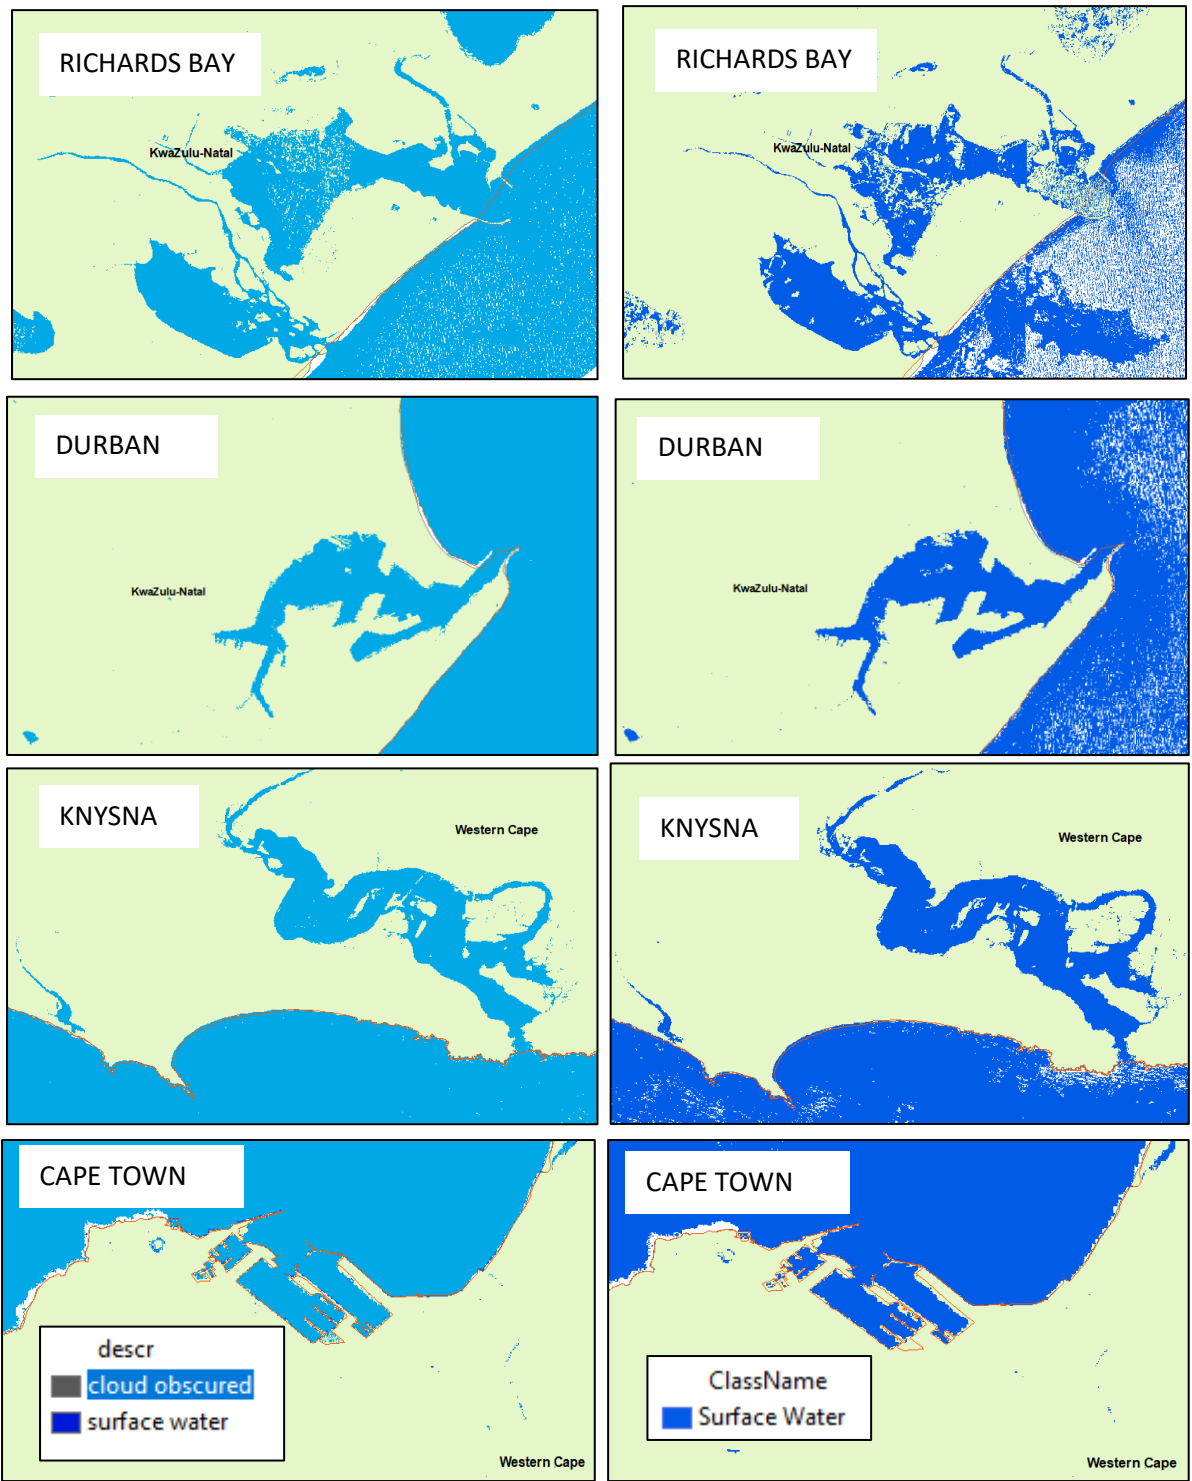 RICHARDS BAY
KwaZulu-Natal
RICHARDS BAY
KwaZulu-Natal
DURBAN
KwaZulu-Natal
DURBAN
KwaZulu-Natal
KNYSNA
Western Cape
KNYSNA
Western Cape
CAPE TOWN
descr
cloud obscured
surface water
Western Cape
CAPE TOWN
ClassName
Surface Water
Western Cape